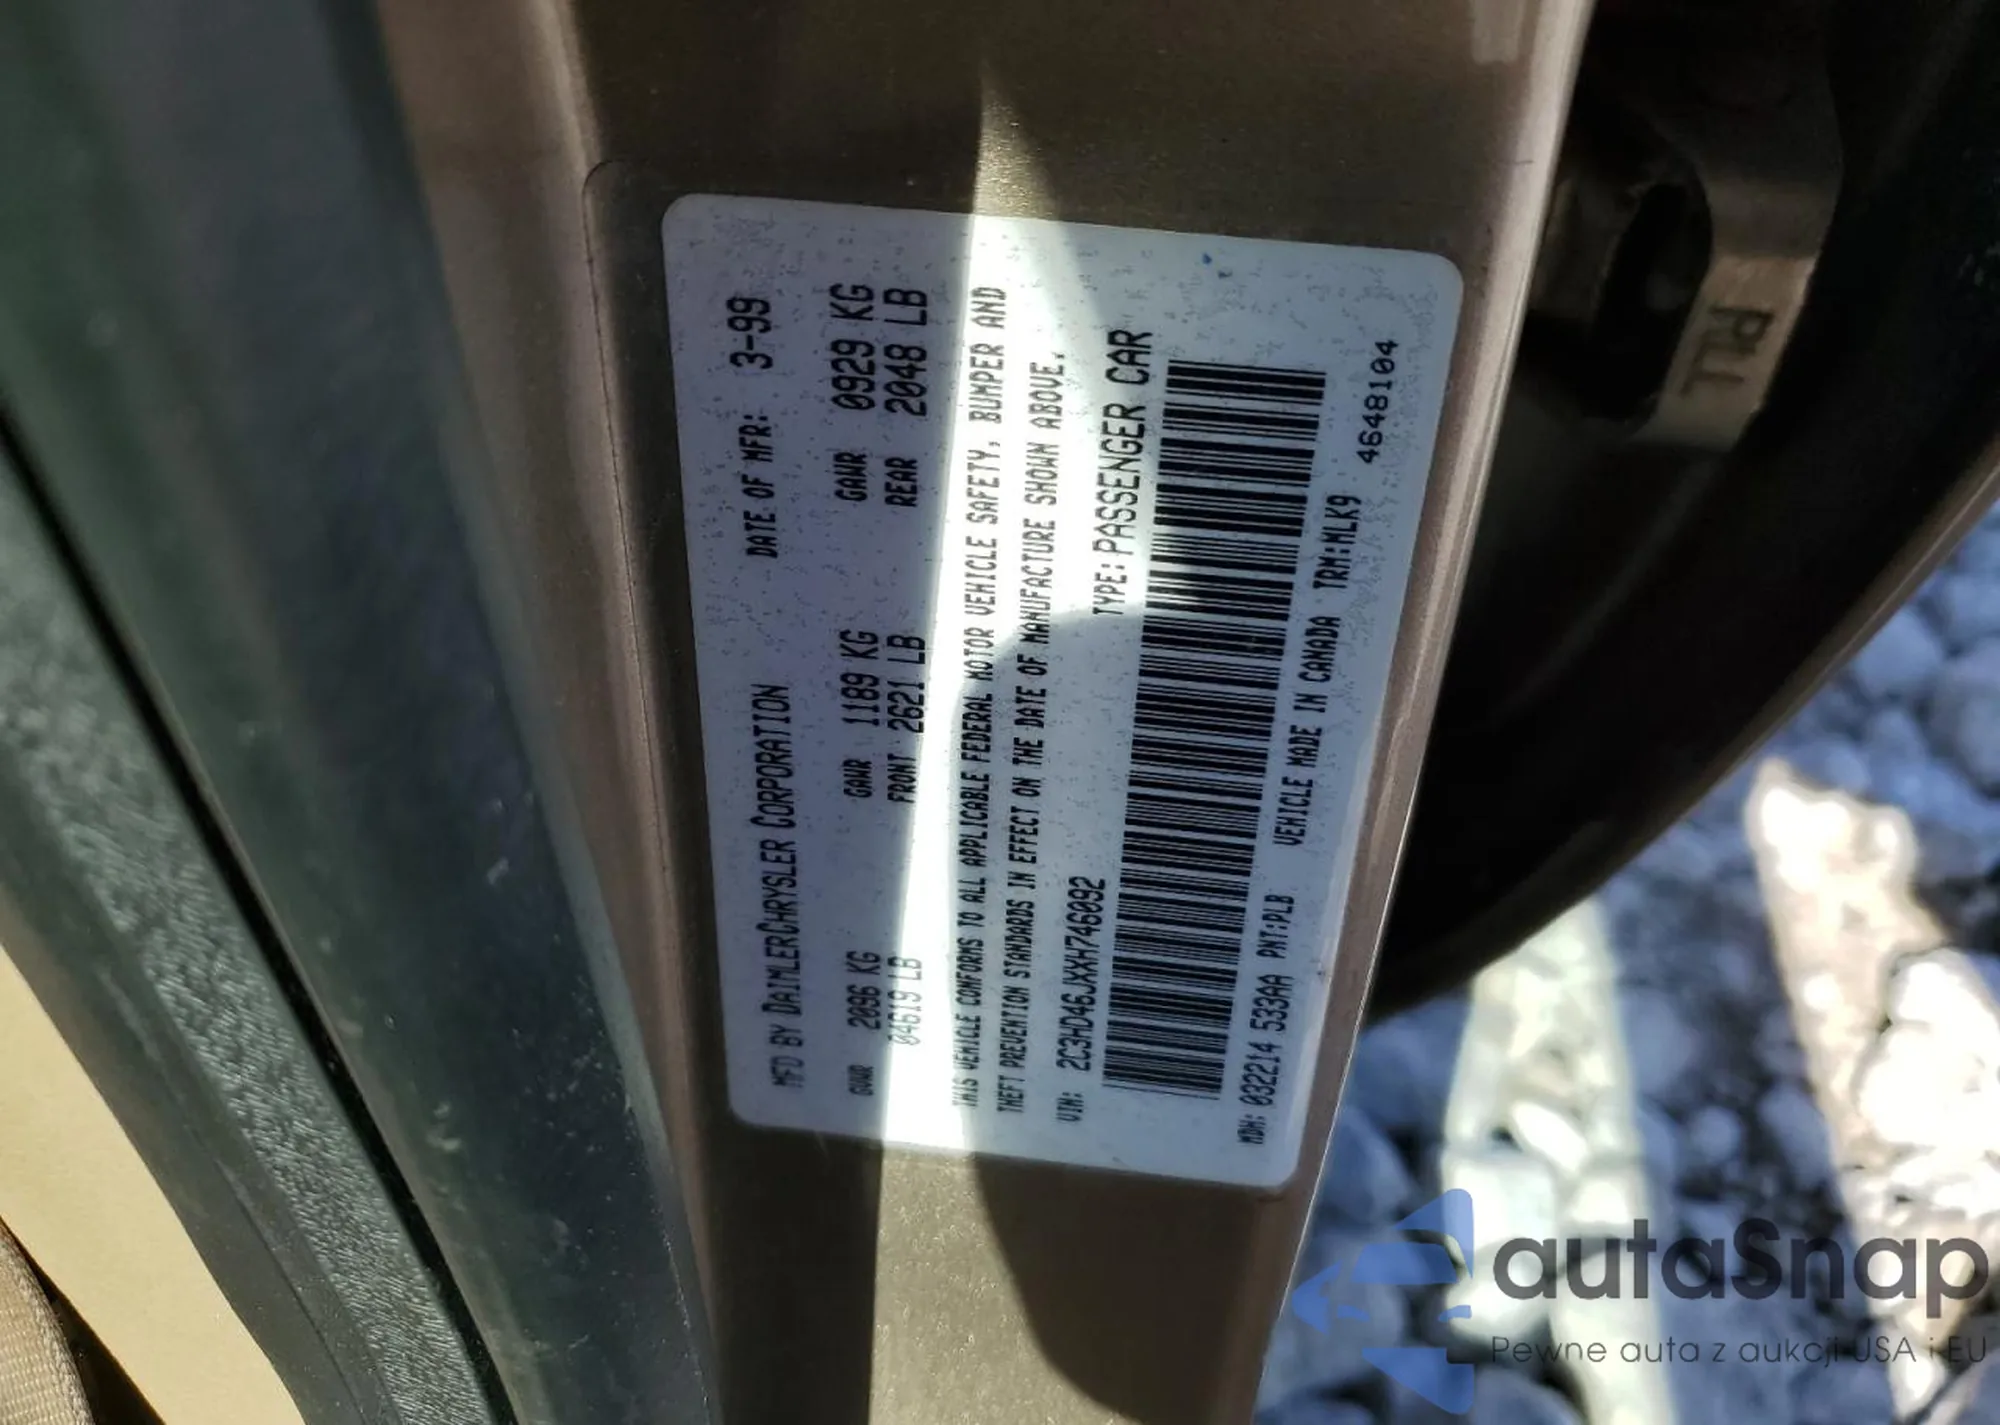 MFD BY DAIMLERCHRYSLER CORPORATION DATE OF MFR: 3-99
GVWR 2096 KG GAWR 1189 KG GAWR 0929 KG
04619 LB FRONT 2621 LB REAR 2048 LB
THIS VEHICLE CONFORMS TO ALL APPLICABLE FEDERAL MOTOR VEHICLE SAFETY, BUMPER AND
THEFT PREVENTION STANDARDS IN EFFECT ON THE DATE OF MANUFACTURE SHOWN ABOVE.
VIN: 2C3HD46JXXH746092 TYPE: PASSENGER CAR
MDH: 032214 533AA PNT:PLB VEHICLE MADE IN CANADA TRM:MLK9
4648104
RLL
autaSnap
Pewne auta z aukcji USA i EU